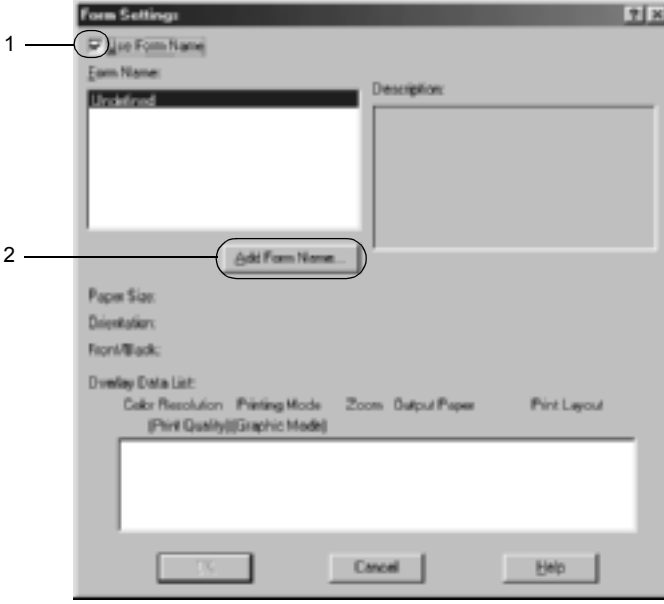 Form Settings
1
Use Form Name
Form Name:
Description:
Undefined
2
Add Form Name...
Paper Size:
Orientation:
Front/Back:
Overlay Data List:
Color Resolution Printing Mode Zoom Output Paper Print Layout
(Print Quality)(Graphic Mode)
OK Cancel Help